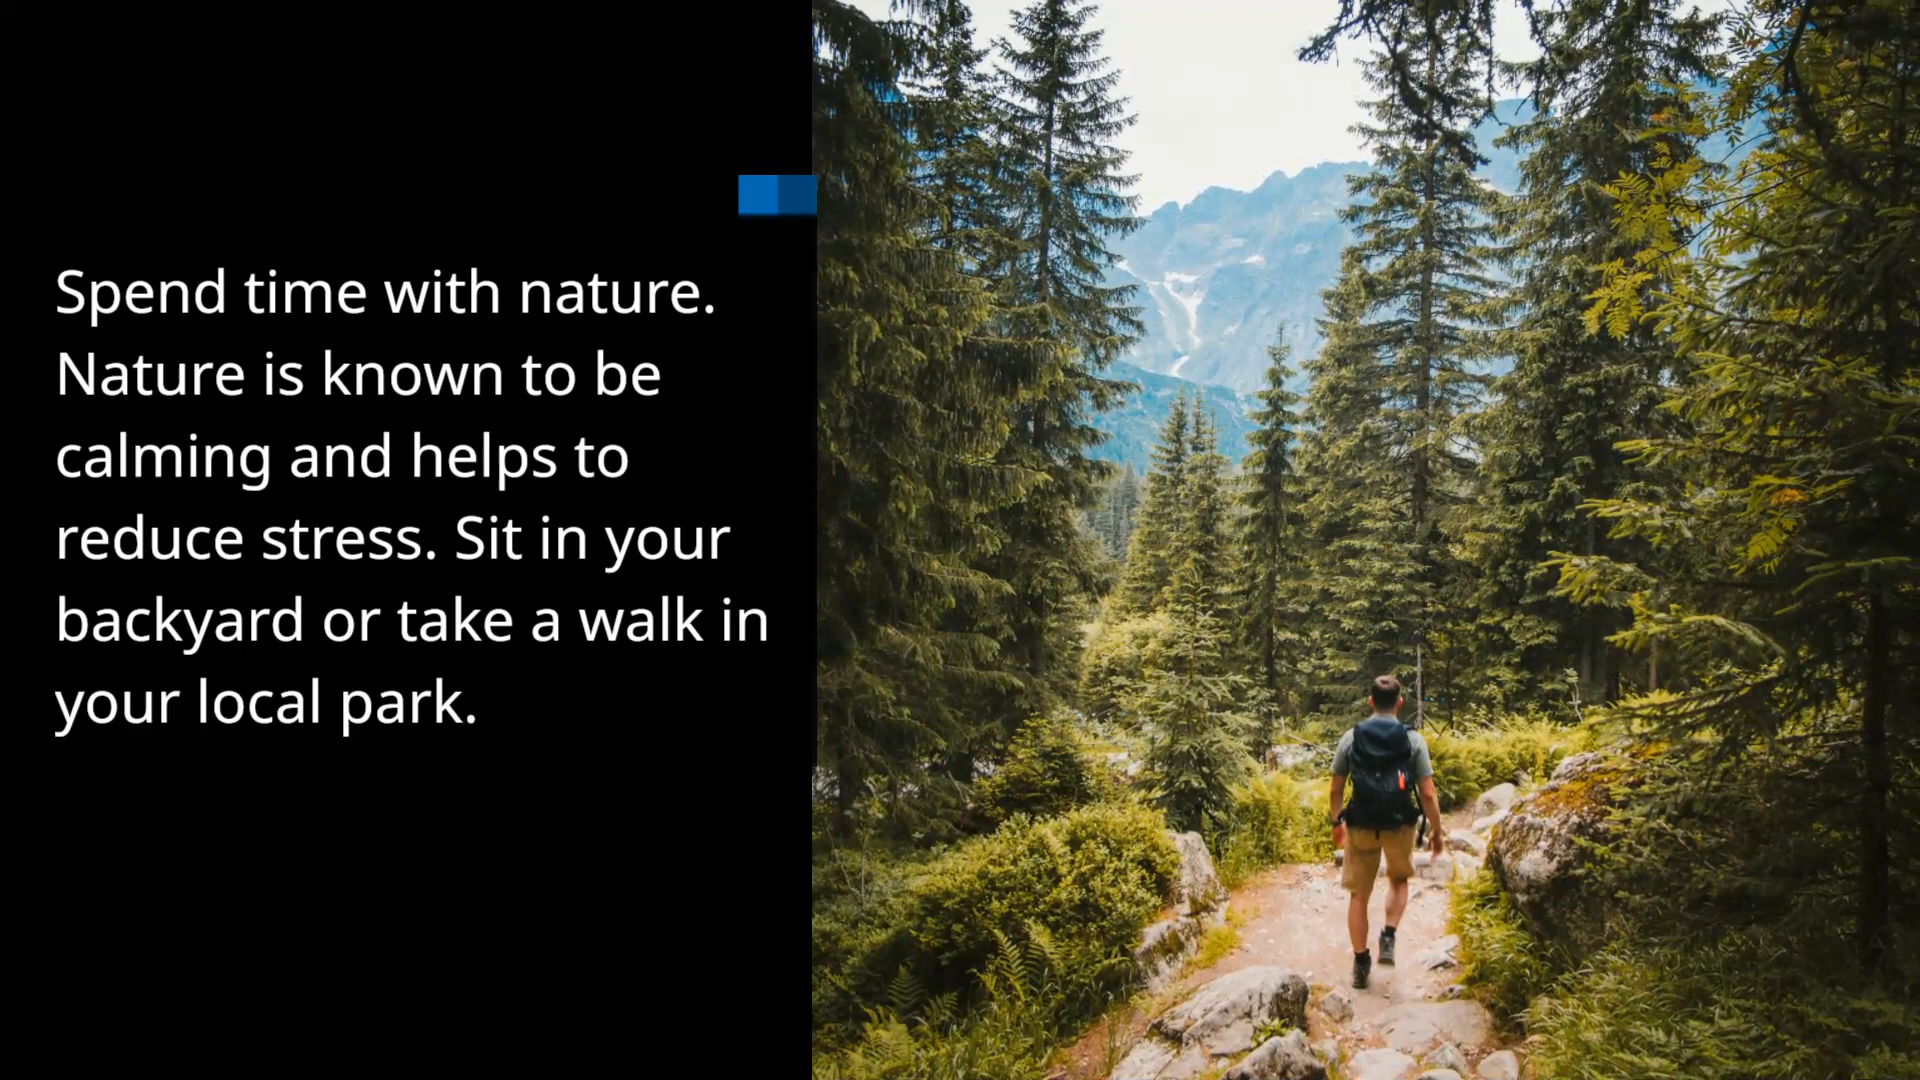 Spend time with nature.
Nature is known to be
calming and helps to
reduce stress. Sit in your
backyard or take a walk in
your local park.